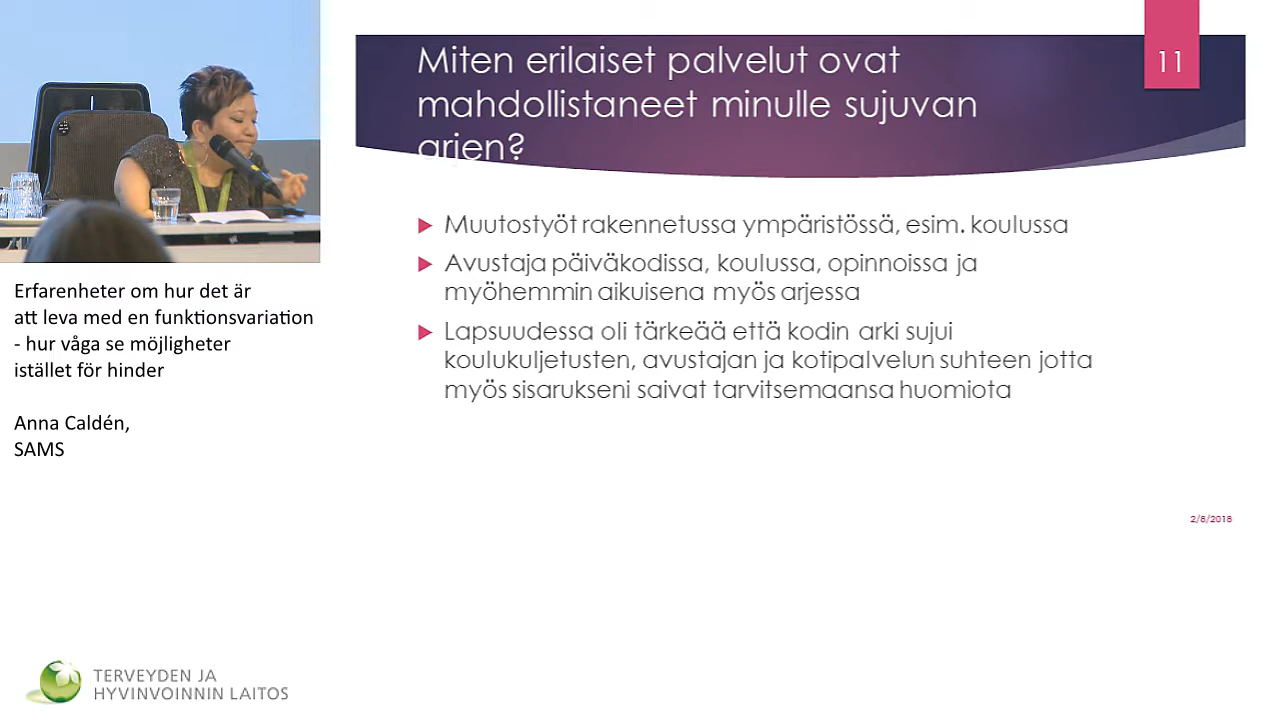 Miten erilaiset palvelut ovat
mahdollistaneet minulle sujuvan
arjen?
11
Muutostyöt rakennetussa ympäristössä, esim. koulussa
Avustaja päiväkodissa, koulussa, opinnoissa ja
myöhemmin aikuisena myös arjessa
Lapsuudessa oli tärkeää että kodin arki sujui
koulukuljetusten, avustajan ja kotipalvelun suhteen jotta
myös sisarukseni saivat tarvitsemaansa huomiota
2/8/2018
Erfarenheter om hur det är
att leva med en funktionsvariation
- hur våga se möjligheter
istället för hinder
Anna Caldén,
SAMS
TERVEYDEN JA
HYVINVOINNIN LAITOS